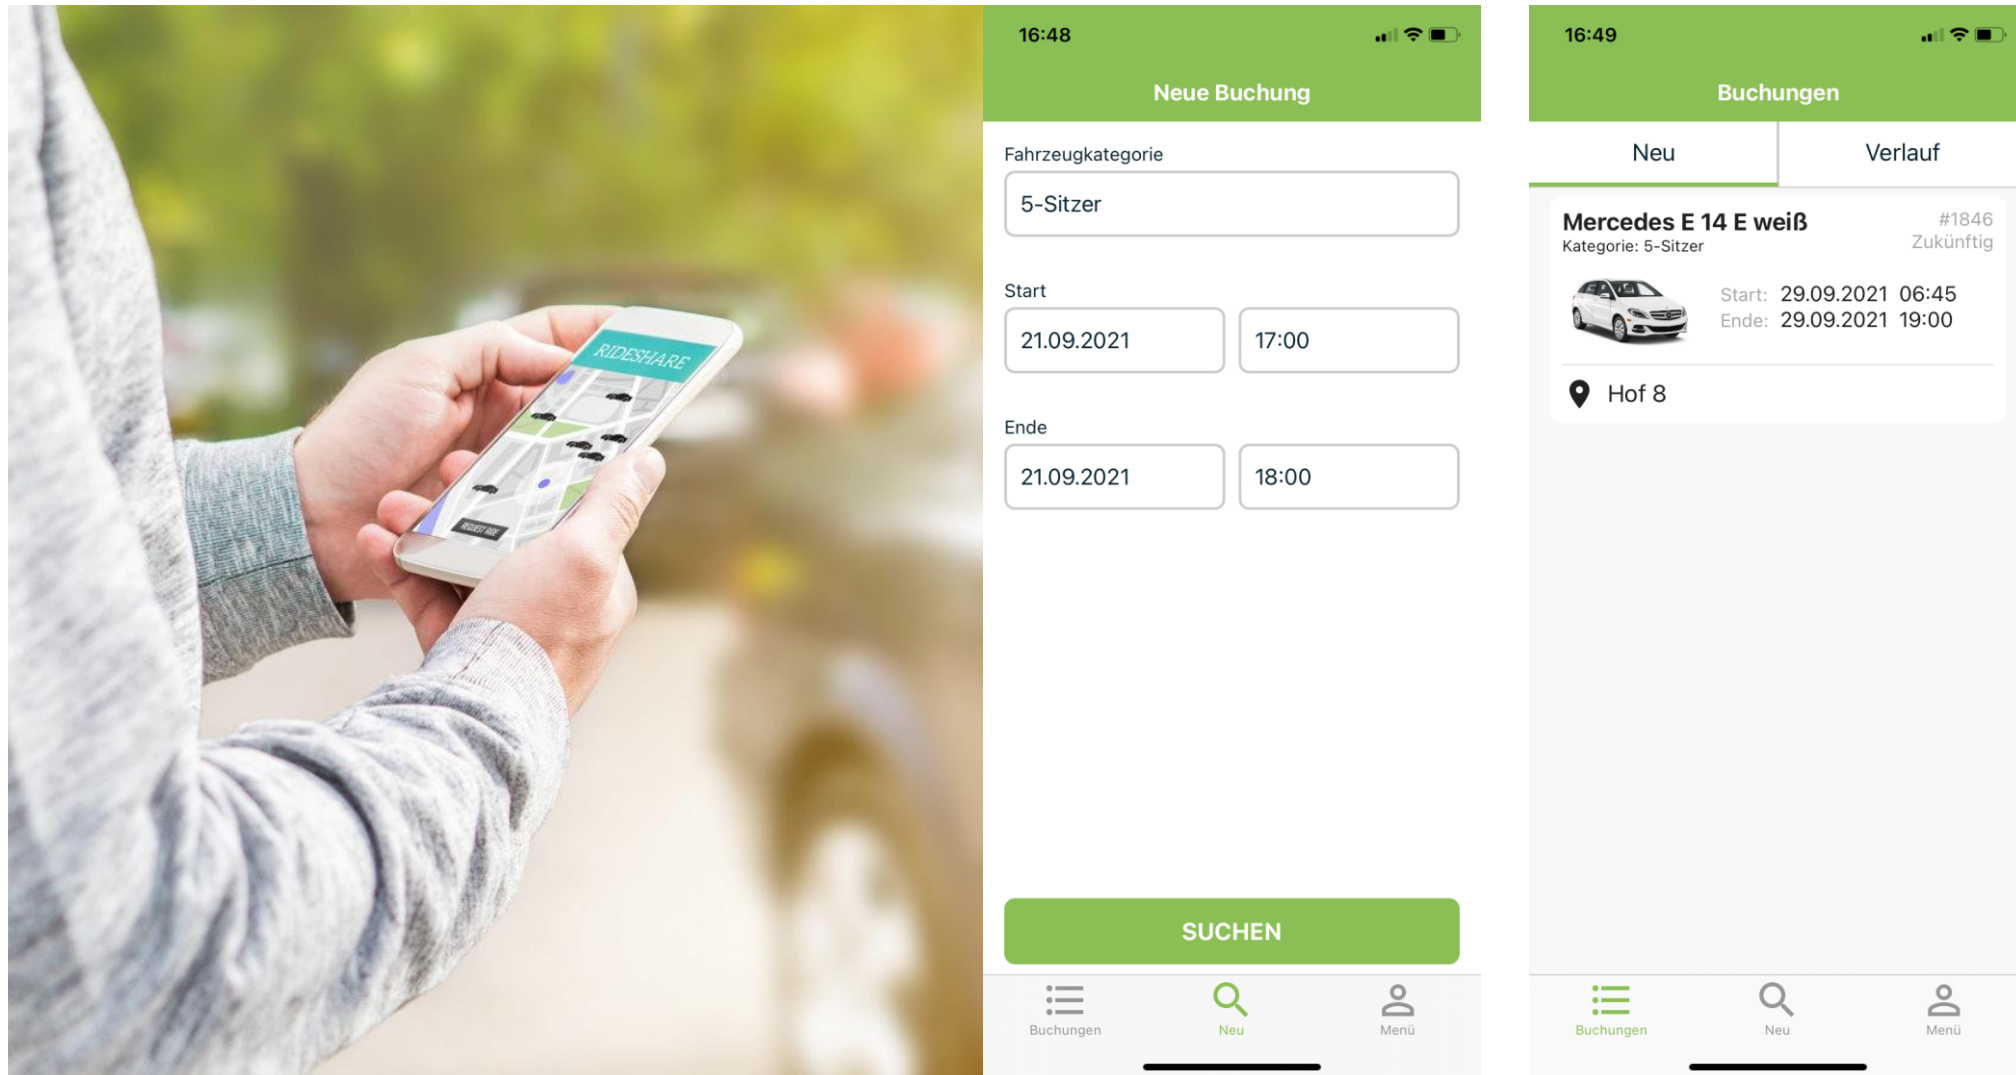 RIDESHARE
REQUEST RIDE
16:48
Neue Buchung
Fahrzeugkategorie
5-Sitzer
Start
21.09.2021 17:00
Ende
21.09.2021 18:00
SUCHEN
Buchungen Neu Menü
16:49
Buchungen
Neu Verlauf
Mercedes E 14 E weiß #1846
Kategorie: 5-Sitzer Zukünftig
Start: 29.09.2021 06:45
Ende: 29.09.2021 19:00
Hof 8
Buchungen Neu Menü